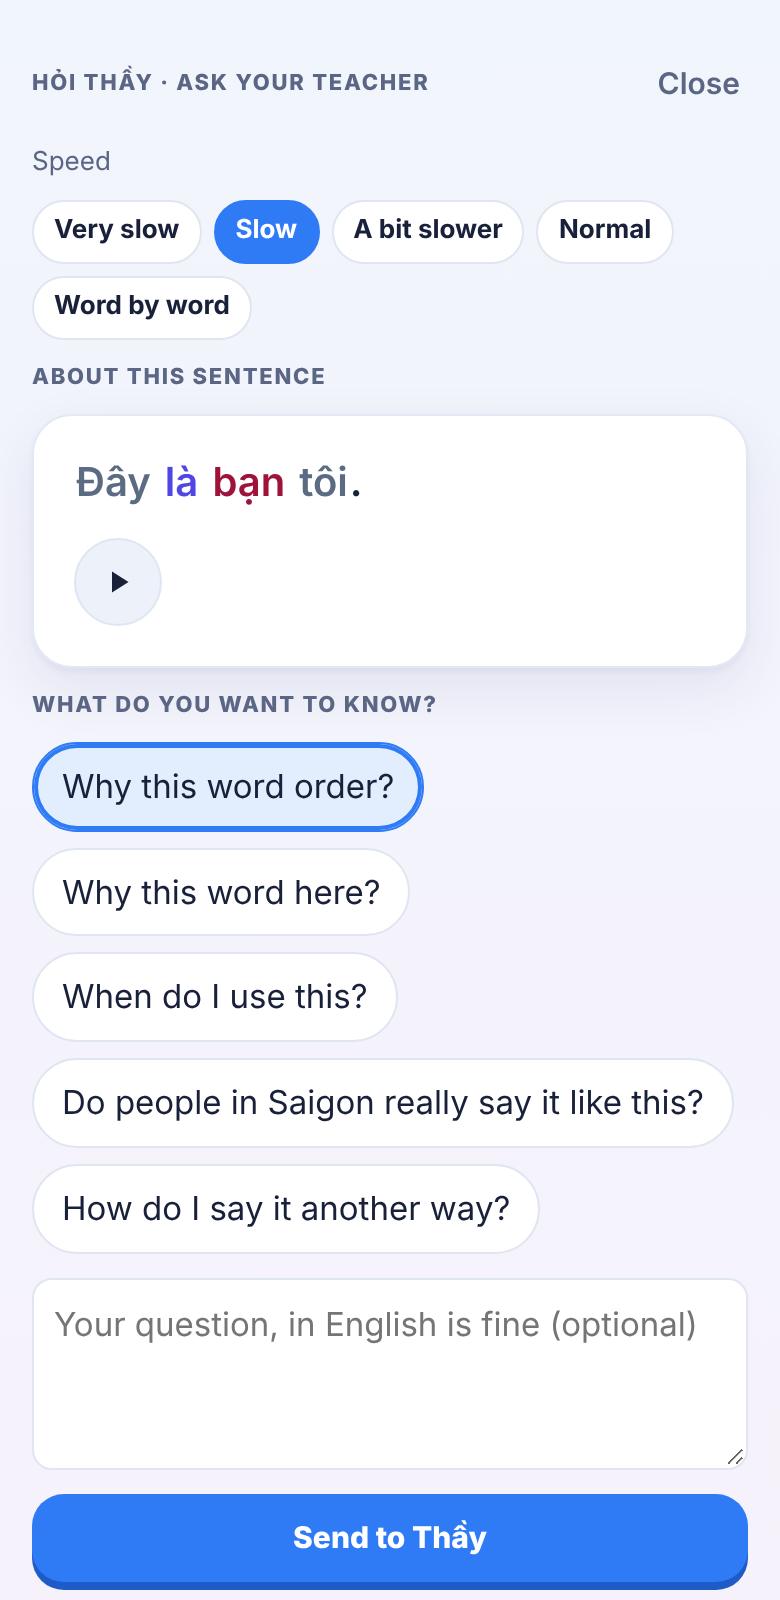 HỎI THẦY · ASK YOUR TEACHER
Close
Speed
Very slow
Slow
A bit slower
Normal
Word by word
ABOUT THIS SENTENCE
Đây là bạn tôi.
WHAT DO YOU WANT TO KNOW?
Why this word order?
Why this word here?
When do I use this?
Do people in Saigon really say it like this?
How do I say it another way?
Your question, in English is fine (optional)
Send to Thầy